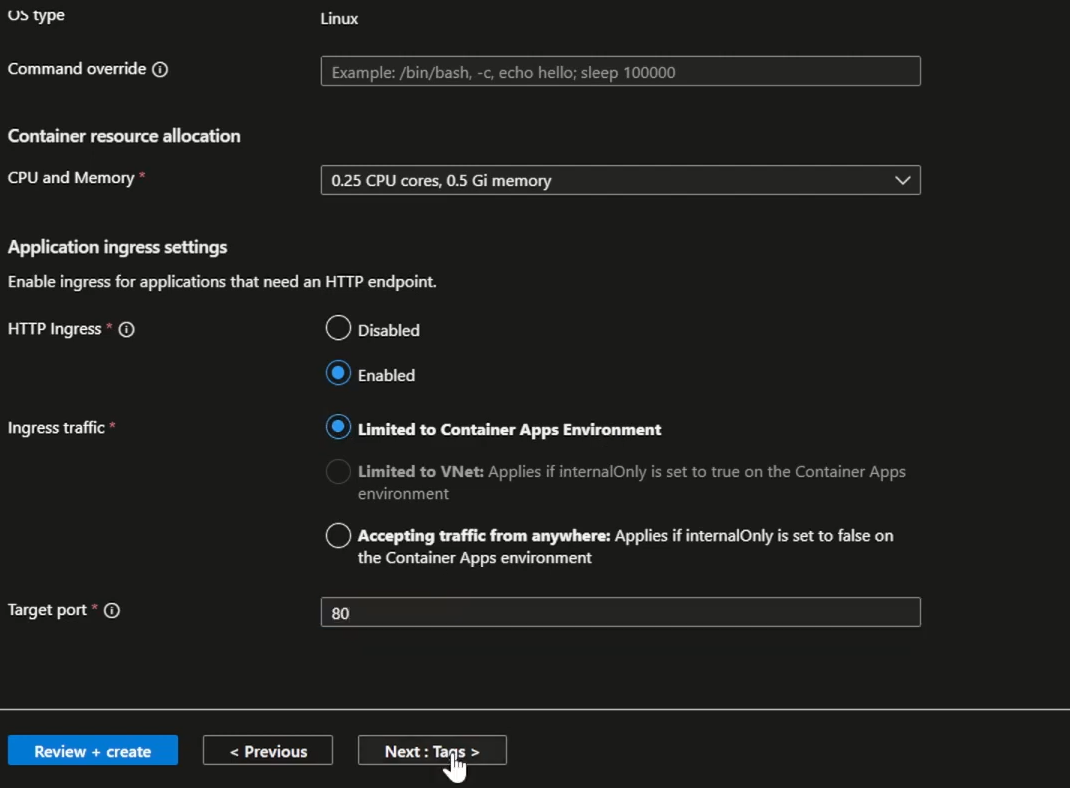 OS type
Linux
Command override
Example: /bin/bash, -c, echo hello; sleep 100000
Container resource allocation
CPU and Memory *
0.25 CPU cores, 0.5 Gi memory
Application ingress settings
Enable ingress for applications that need an HTTP endpoint.
HTTP Ingress *
Disabled
Enabled
Ingress traffic *
Limited to Container Apps Environment
Limited to VNet: Applies if internalOnly is set to true on the Container Apps
environment
Accepting traffic from anywhere: Applies if internalOnly is set to false on
the Container Apps environment
Target port *
80
Review + create
< Previous
Next : Tags >